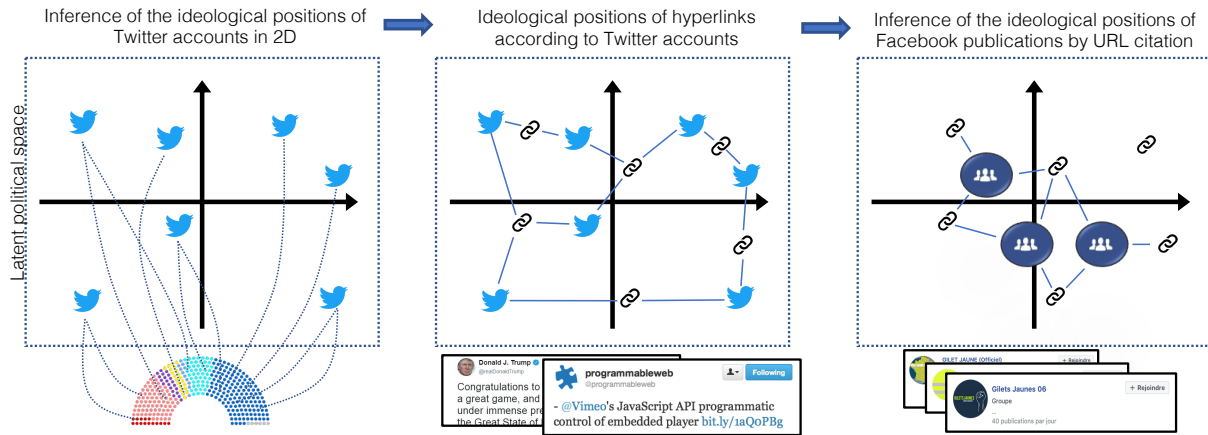 Inference of the ideological positions of
Twitter accounts in 2D
Ideological positions of hyperlinks
according to Twitter accounts
Inference of the ideological positions of
Facebook publications by URL citation
Latent political space
Donald J. Trump
@realDonaldTrump
Congratulations to
a great game, and
under immense pre
the Great State of
programmableweb
@programmableweb
Following
- @Vimeo's JavaScript API programmatic
control of embedded player bit.ly/1aQ0PBg
GILET JAUNE (Officiel)
+ Rejoindre
Gilets Jaunes 06
+ Rejoindre
Groupe
...
40 publications par jour